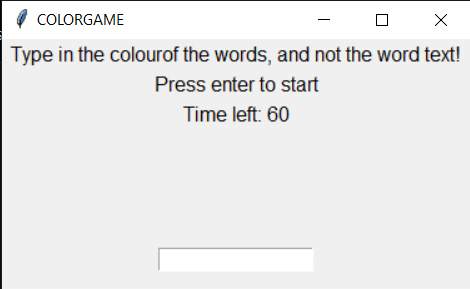 COLORGAME
Type in the colourof the words, and not the word text!
Press enter to start
Time left: 60